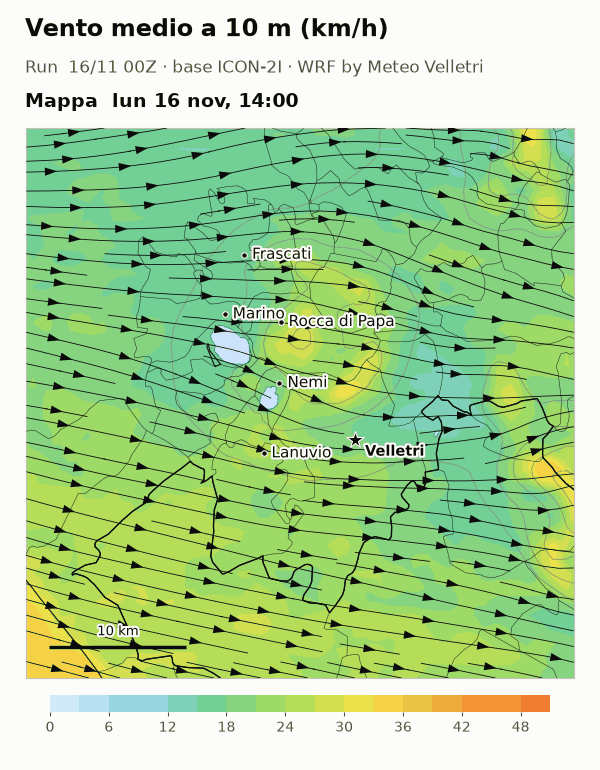 Vento medio a 10 m (km/h)
Run  16/11 00Z · base ICON-2I · WRF by Meteo Velletri
Mappa  lun 16 nov, 14:00
Frascati
Marino
Rocca di Papa
Nemi
Velletri
Lanuvio
10 km
0 6 12 18 24 30 36 42 48